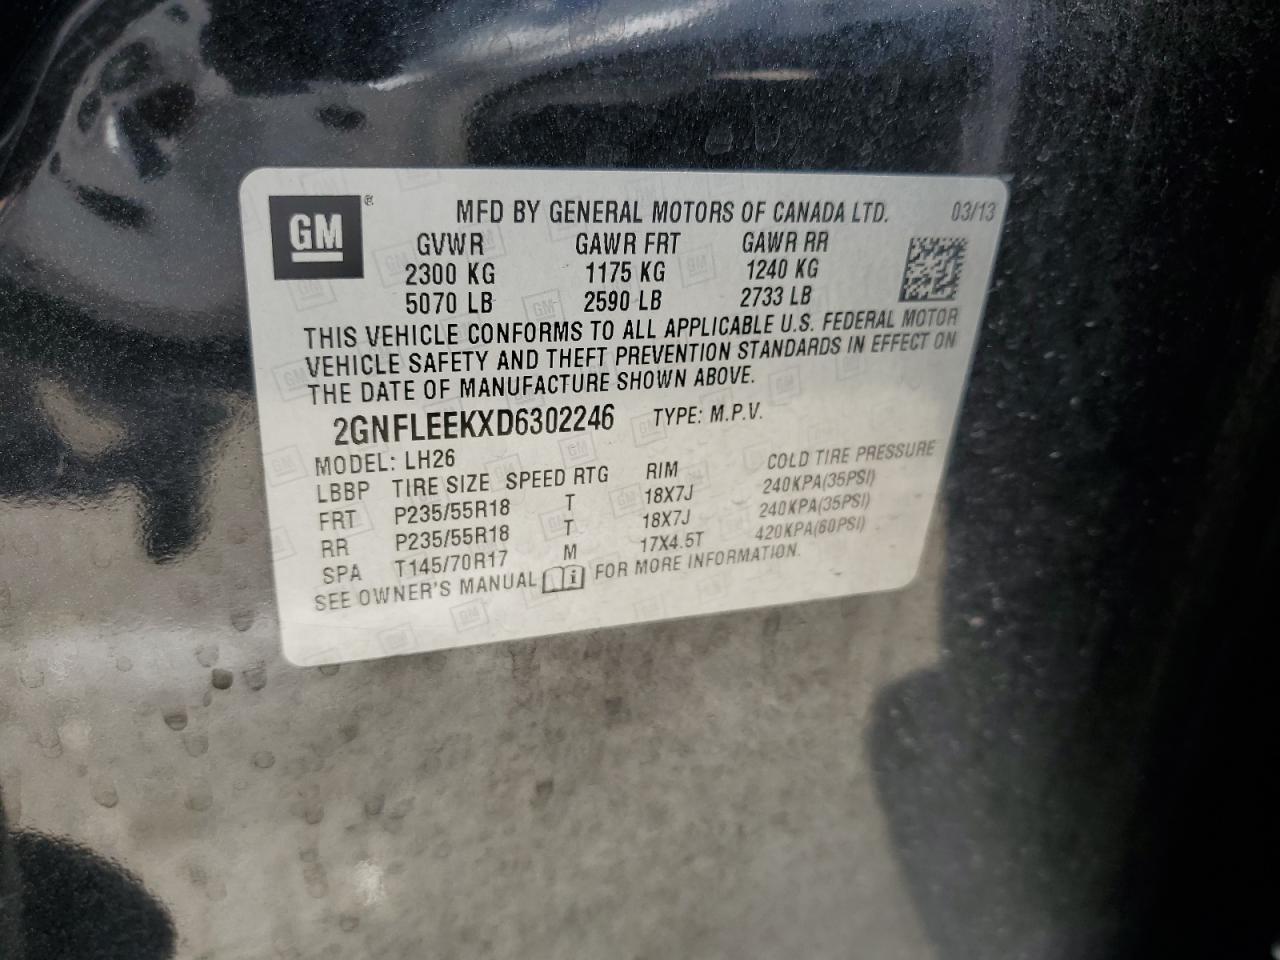 GM ®
MFD BY GENERAL MOTORS OF CANADA LTD. 03/13
GVWR GAWR FRT GAWR RR
2300 KG 1175 KG 1240 KG
5070 LB 2590 LB 2733 LB
THIS VEHICLE CONFORMS TO ALL APPLICABLE U.S. FEDERAL MOTOR
VEHICLE SAFETY AND THEFT PREVENTION STANDARDS IN EFFECT ON
THE DATE OF MANUFACTURE SHOWN ABOVE.
2GNFLEEKXD6302246 TYPE: M.P.V.
MODEL: LH26
LBBP TIRE SIZE SPEED RTG RIM COLD TIRE PRESSURE
FRT P235/55R18 T 18X7J 240KPA(35PSI)
RR P235/55R18 T 18X7J 240KPA(35PSI)
SPA T145/70R17 M 17X4.5T 420KPA(60PSI)
SEE OWNER'S MANUAL i FOR MORE INFORMATION.